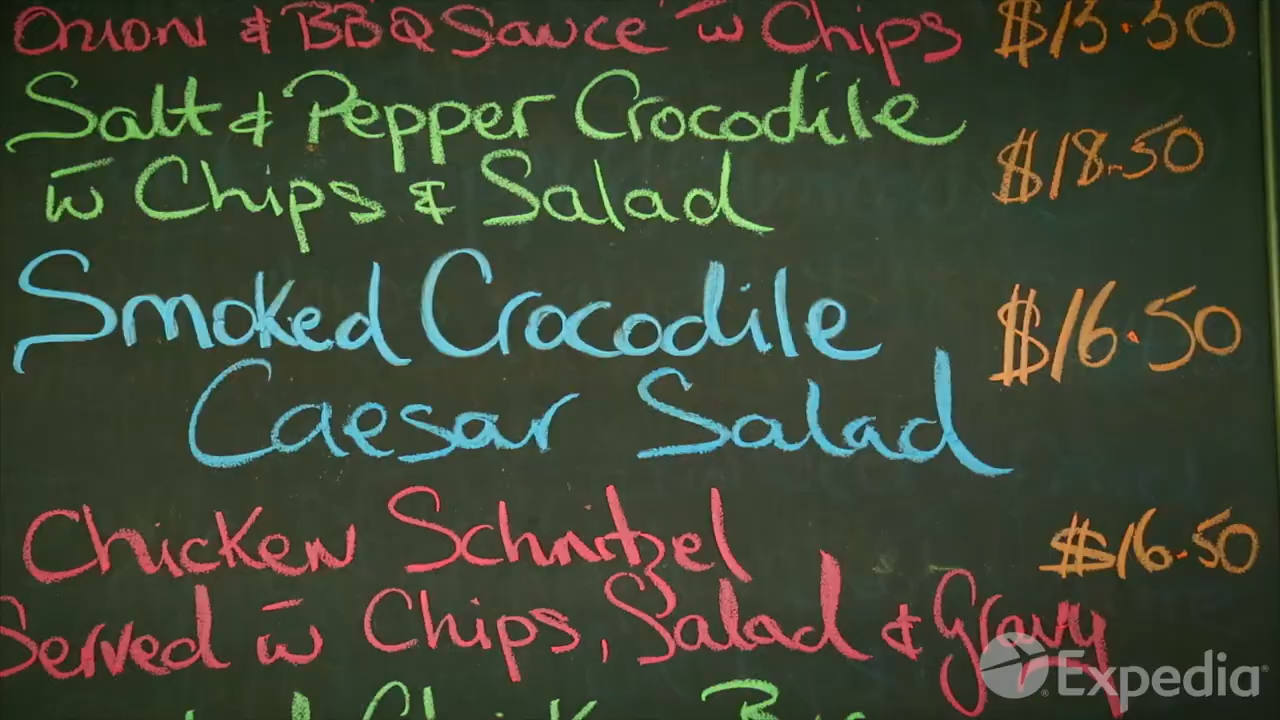 Onion & BBQ Sauce w̄ Chips $15.50
Salt & Pepper Crocodile
w̄ Chips & Salad $18.50
Smoked Crocodile $16.50
Caesar Salad
Chicken Schnitzel $16.50
Served w̄ Chips, Salad & Gravy
Expedia